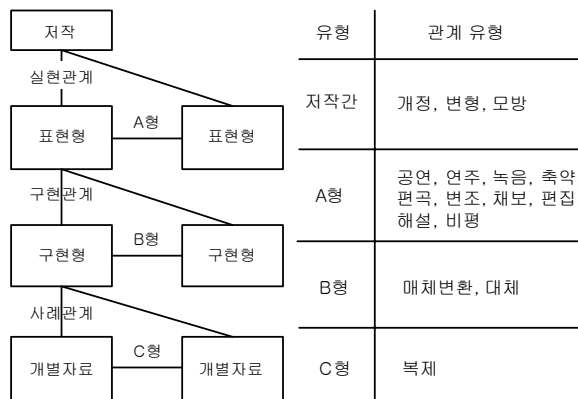 저작
실현관계
표현형
A형
표현형
구현관계
구현형
B형
구현형
사례관계
개별자료
C형
개별자료
유형
관계 유형
저작간
개정, 변형, 모방
A형
공연, 연주, 녹음, 축약
편곡, 변조, 채보, 편집
해설, 비평
B형
매체변환, 대체
C형
복제